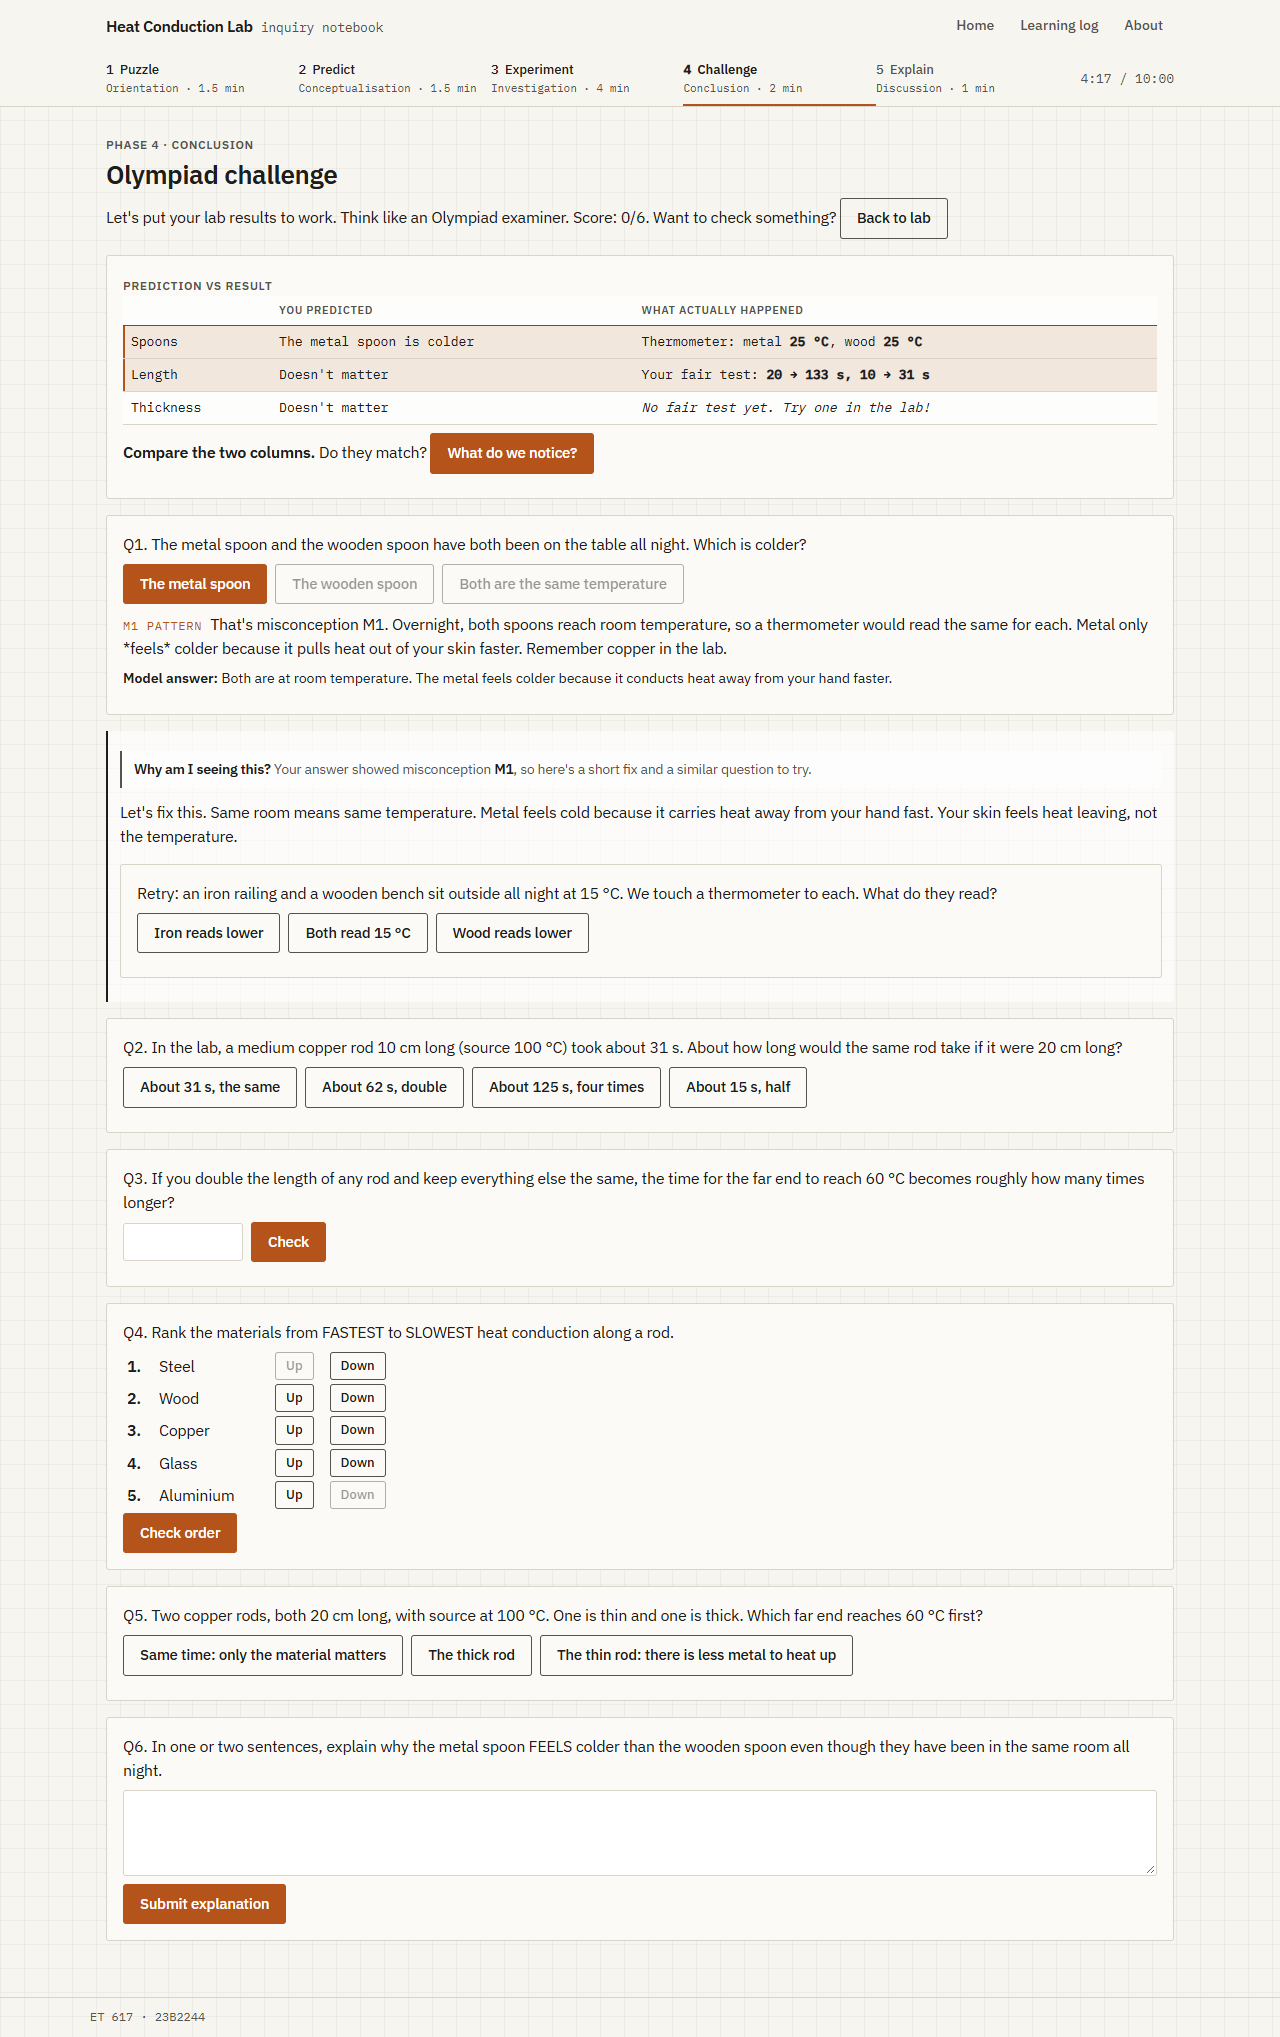 Heat Conduction Lab inquiry notebook
Home Learning log About
1 Puzzle
Orientation · 1.5 min
2 Predict
Conceptualisation · 1.5 min
3 Experiment
Investigation · 4 min
4 Challenge
Conclusion · 2 min
5 Explain
Discussion · 1 min
4:17 / 10:00
PHASE 4 · CONCLUSION
Olympiad challenge
Let's put your lab results to work. Think like an Olympiad examiner. Score: 0/6. Want to check something? Back to lab
PREDICTION VS RESULT
YOU PREDICTED WHAT ACTUALLY HAPPENED
Spoons The metal spoon is colder Thermometer: metal 25 °C, wood 25 °C
Length Doesn't matter Your fair test: 20 → 133 s, 10 → 31 s
Thickness Doesn't matter No fair test yet. Try one in the lab!
Compare the two columns. Do they match? What do we notice?
Q1. The metal spoon and the wooden spoon have both been on the table all night. Which is colder?
The metal spoon The wooden spoon Both are the same temperature
M1 PATTERN That's misconception M1. Overnight, both spoons reach room temperature, so a thermometer would read the same for each. Metal only
*feels* colder because it pulls heat out of your skin faster. Remember copper in the lab.
Model answer: Both are at room temperature. The metal feels colder because it conducts heat away from your hand faster.
Why am I seeing this? Your answer showed misconception M1, so here's a short fix and a similar question to try.
Let's fix this. Same room means same temperature. Metal feels cold because it carries heat away from your hand fast. Your skin feels heat leaving, not
the temperature.
Retry: an iron railing and a wooden bench sit outside all night at 15 °C. We touch a thermometer to each. What do they read?
Iron reads lower Both read 15 °C Wood reads lower
Q2. In the lab, a medium copper rod 10 cm long (source 100 °C) took about 31 s. About how long would the same rod take if it were 20 cm long?
About 31 s, the same About 62 s, double About 125 s, four times About 15 s, half
Q3. If you double the length of any rod and keep everything else the same, the time for the far end to reach 60 °C becomes roughly how many times
longer?
Check
Q4. Rank the materials from FASTEST to SLOWEST heat conduction along a rod.
1. Steel Up Down
2. Wood Up Down
3. Copper Up Down
4. Glass Up Down
5. Aluminium Up Down
Check order
Q5. Two copper rods, both 20 cm long, with source at 100 °C. One is thin and one is thick. Which far end reaches 60 °C first?
Same time: only the material matters The thick rod The thin rod: there is less metal to heat up
Q6. In one or two sentences, explain why the metal spoon FEELS colder than the wooden spoon even though they have been in the same room all
night.
Submit explanation
ET 617 · 23B2244